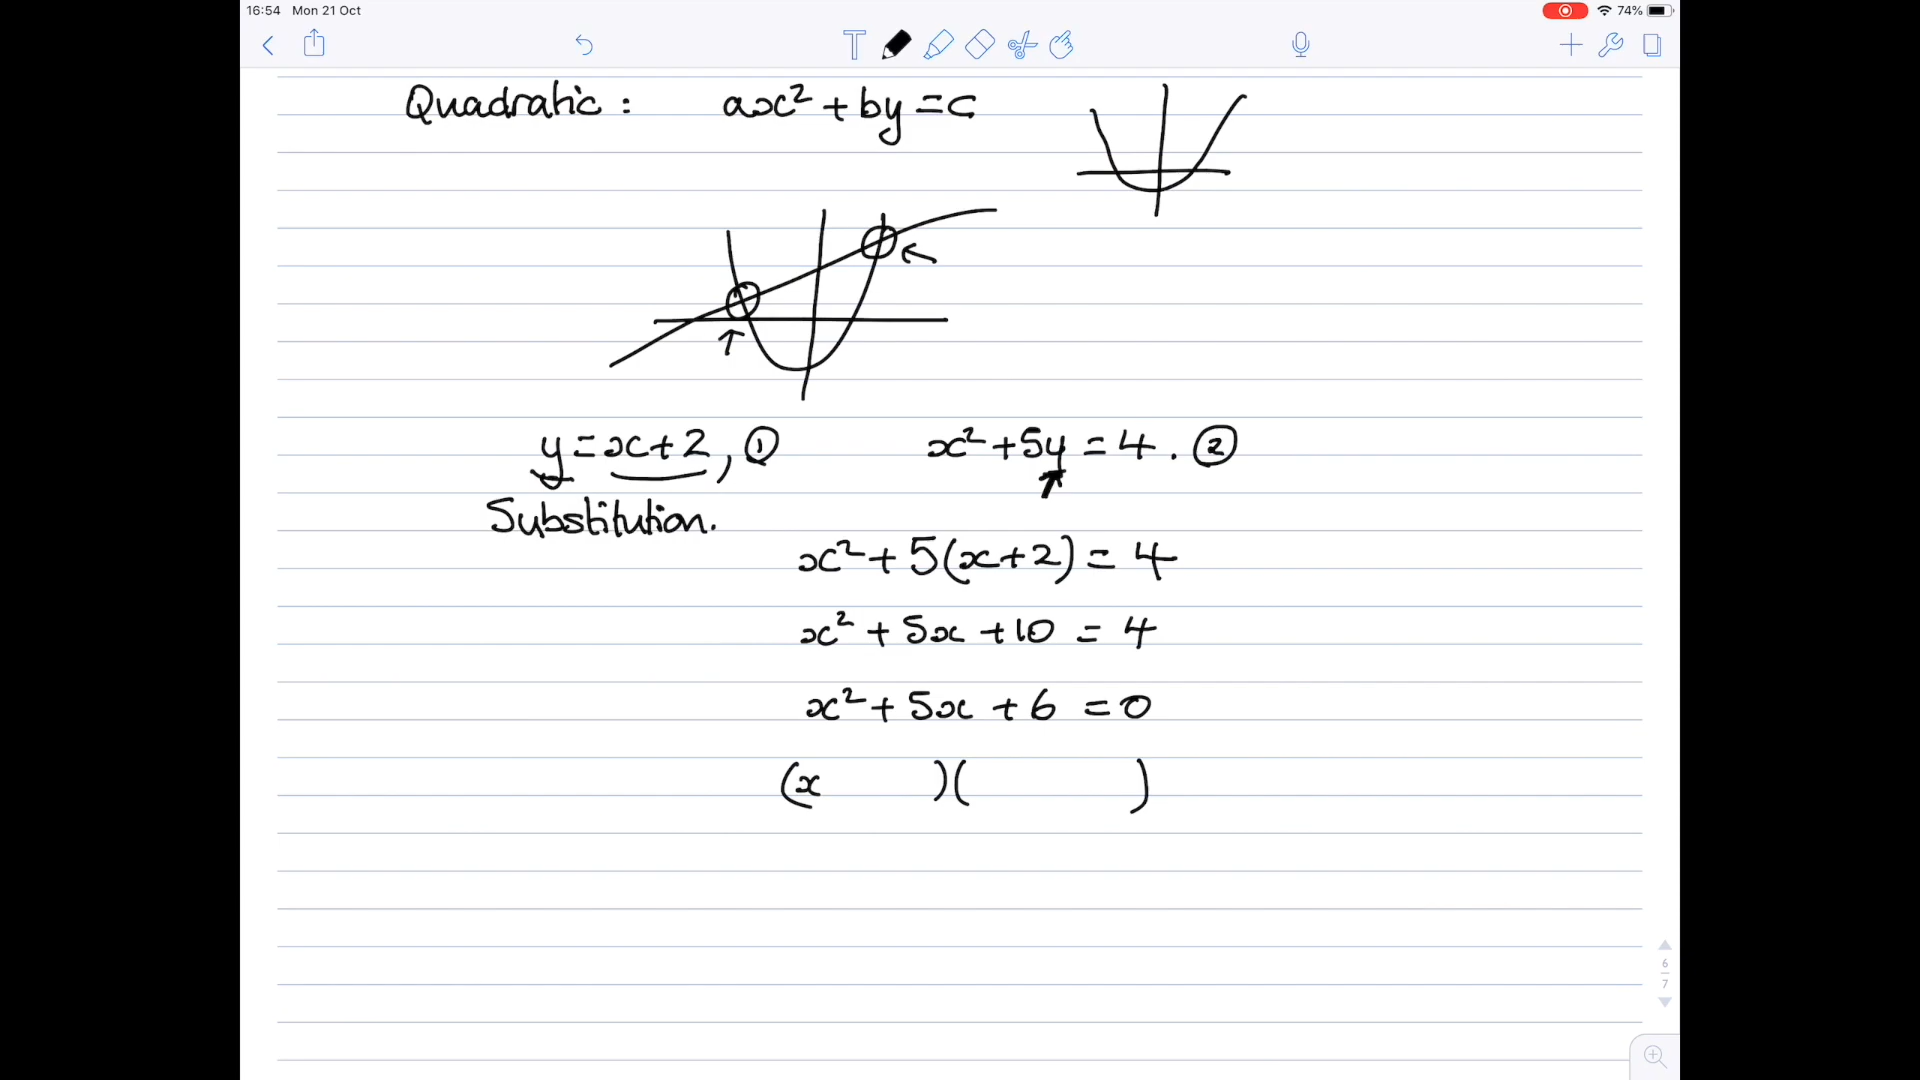 16:54 Mon 21 Oct 74%
T
Quadratic : ax² + by = c
y = x + 2, ① x² + 5y = 4 . ②
Substitution.
x² + 5(x + 2) = 4
x² + 5x + 10 = 4
x² + 5x + 6 = 0
(x )( )
6
7